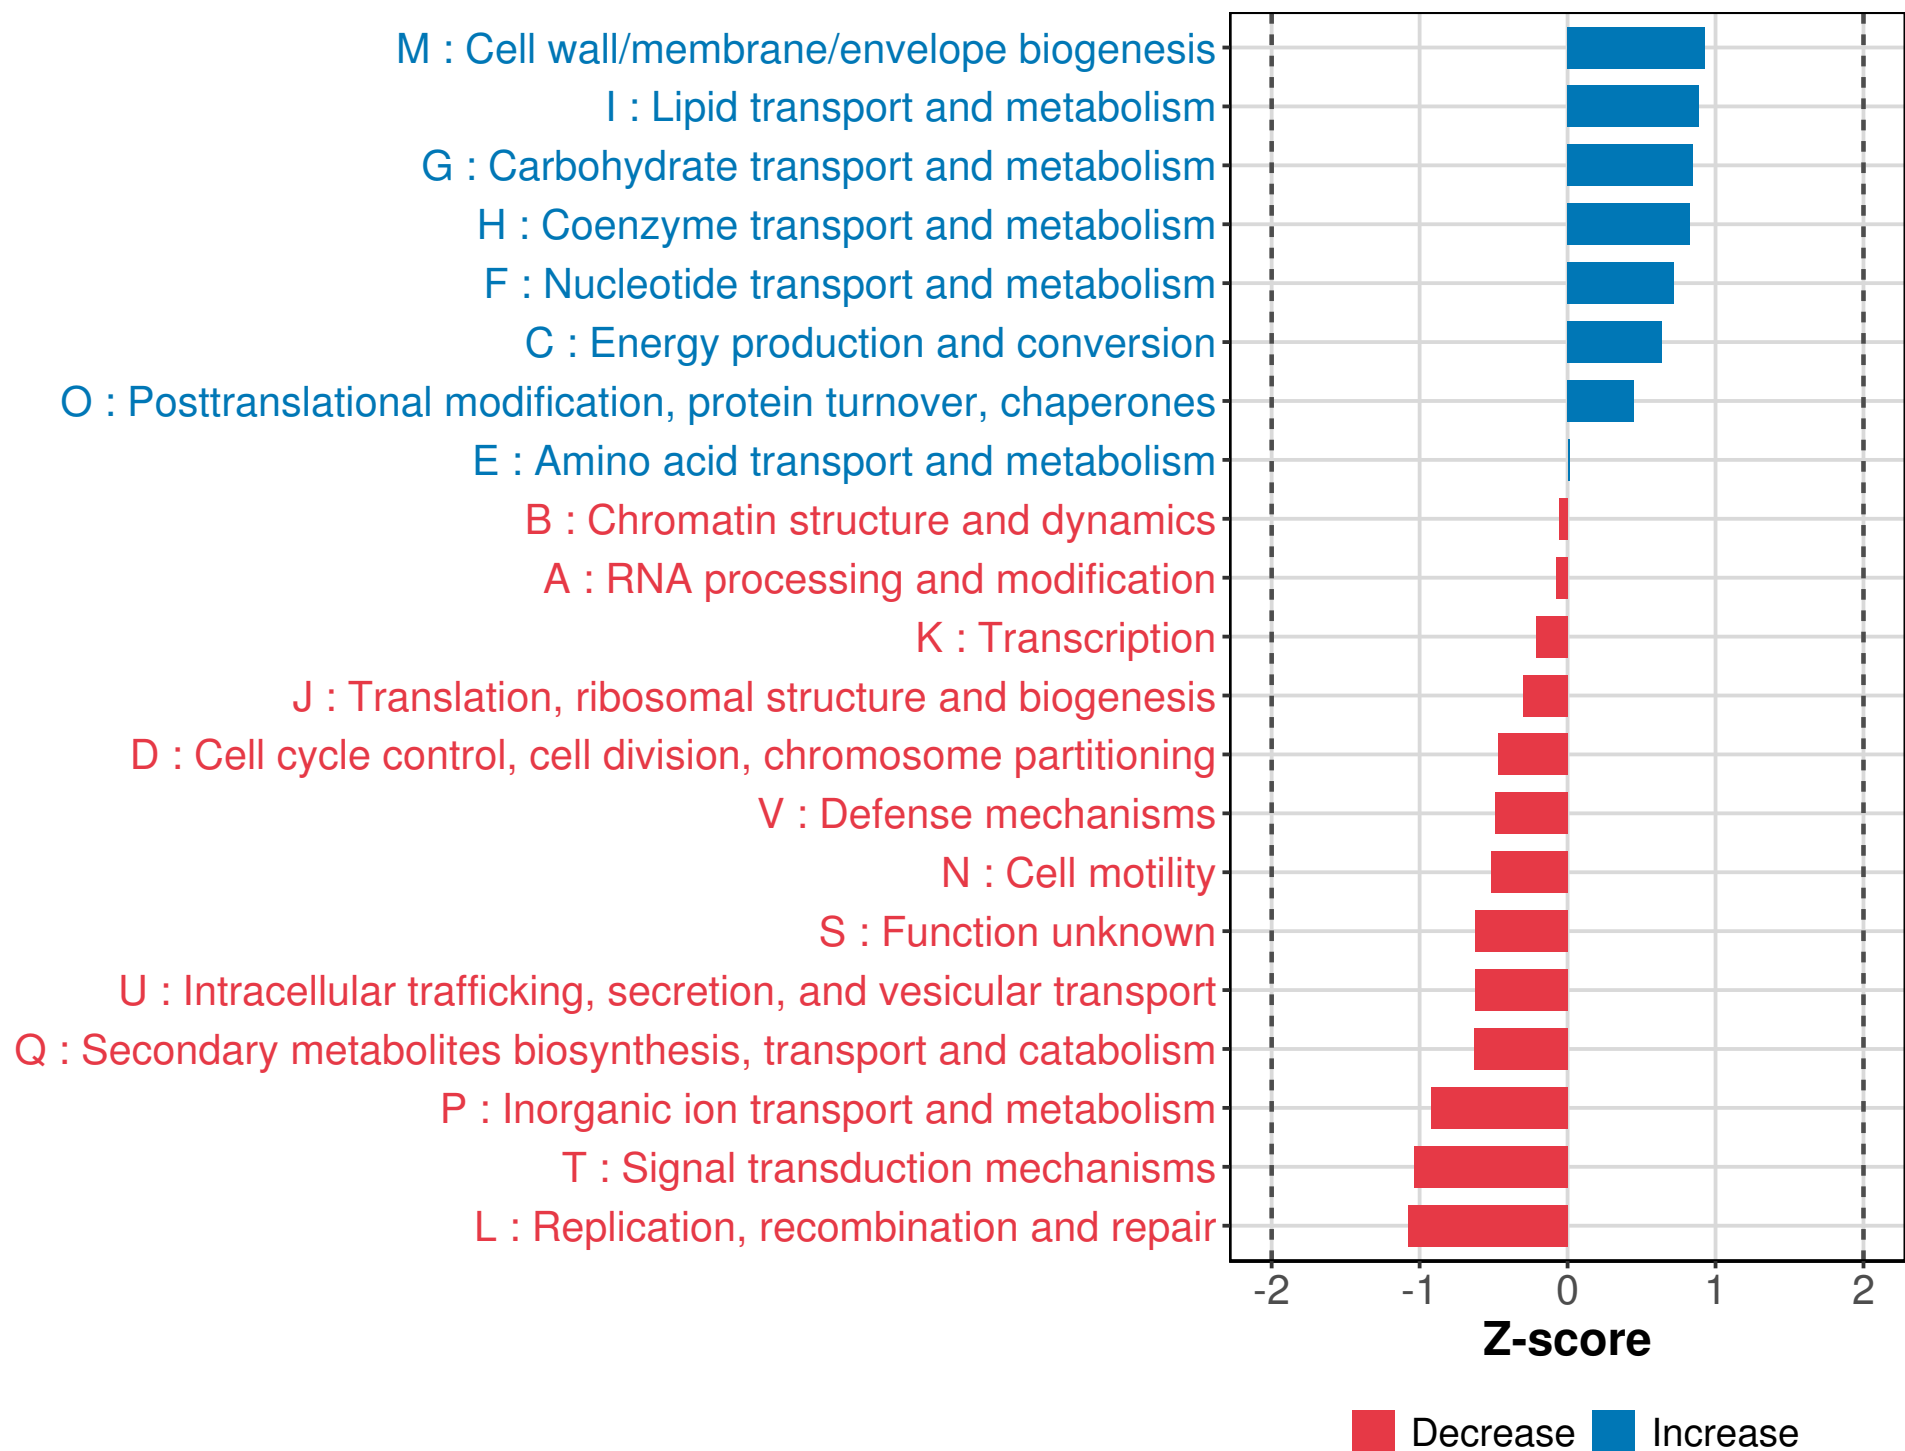 M : Cell wall/membrane/envelope biogenesis
I : Lipid transport and metabolism
G : Carbohydrate transport and metabolism
H : Coenzyme transport and metabolism
F : Nucleotide transport and metabolism
C : Energy production and conversion
O : Posttranslational modification, protein turnover, chaperones
E : Amino acid transport and metabolism
B : Chromatin structure and dynamics
A : RNA processing and modification
K : Transcription
J : Translation, ribosomal structure and biogenesis
D : Cell cycle control, cell division, chromosome partitioning
V : Defense mechanisms
N : Cell motility
S : Function unknown
U : Intracellular trafficking, secretion, and vesicular transport
Q : Secondary metabolites biosynthesis, transport and catabolism
P : Inorganic ion transport and metabolism
T : Signal transduction mechanisms
L : Replication, recombination and repair
-2 -1 0 1 2
Z-score
Decrease Increase